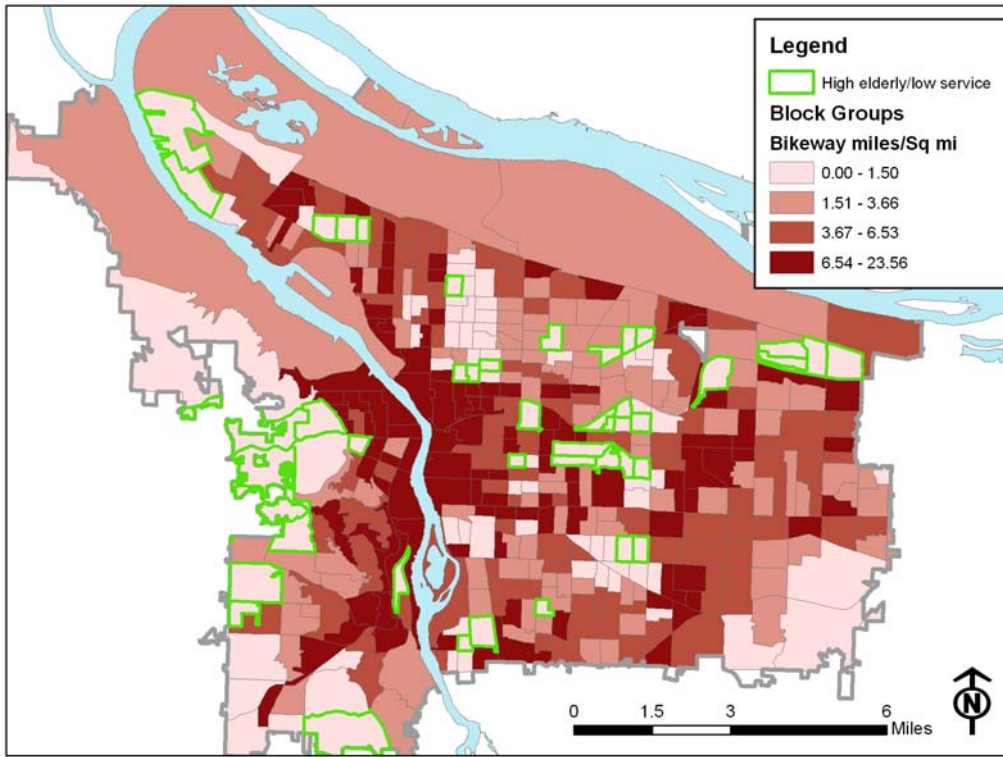 Legend
High elderly/low service
Block Groups
Bikeway miles/Sq mi
0.00 - 1.50
1.51 - 3.66
3.67 - 6.53
6.54 - 23.56
0 1.5 3 6
Miles
N